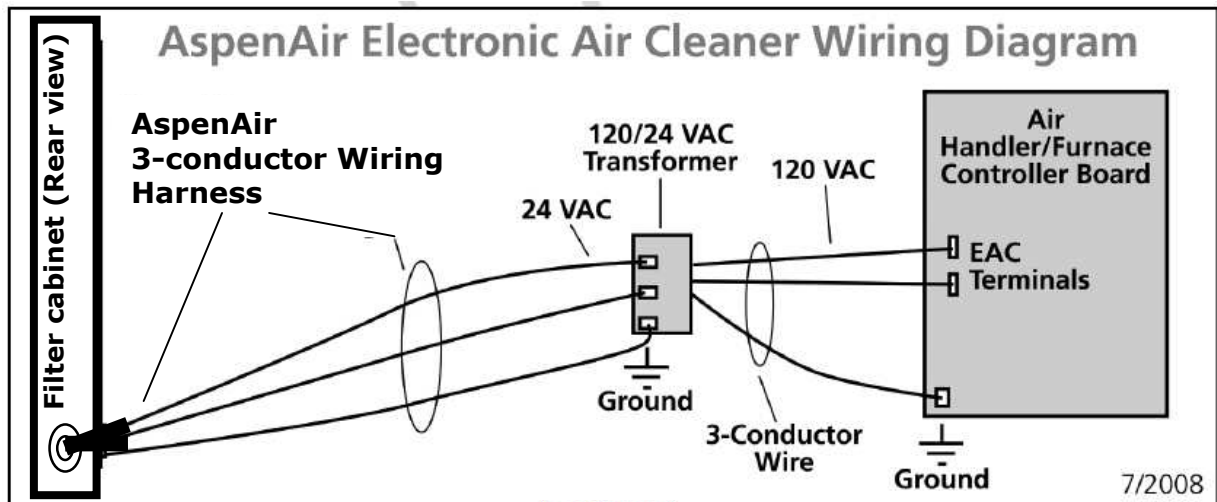 AspenAir Electronic Air Cleaner Wiring Diagram
Filter cabinet (Rear view)
AspenAir
3-conductor Wiring
Harness
24 VAC
120/24 VAC
Transformer
120 VAC
Air
Handler/Furnace
Controller Board
EAC
Terminals
Ground
3-Conductor
Wire
Ground
7/2008